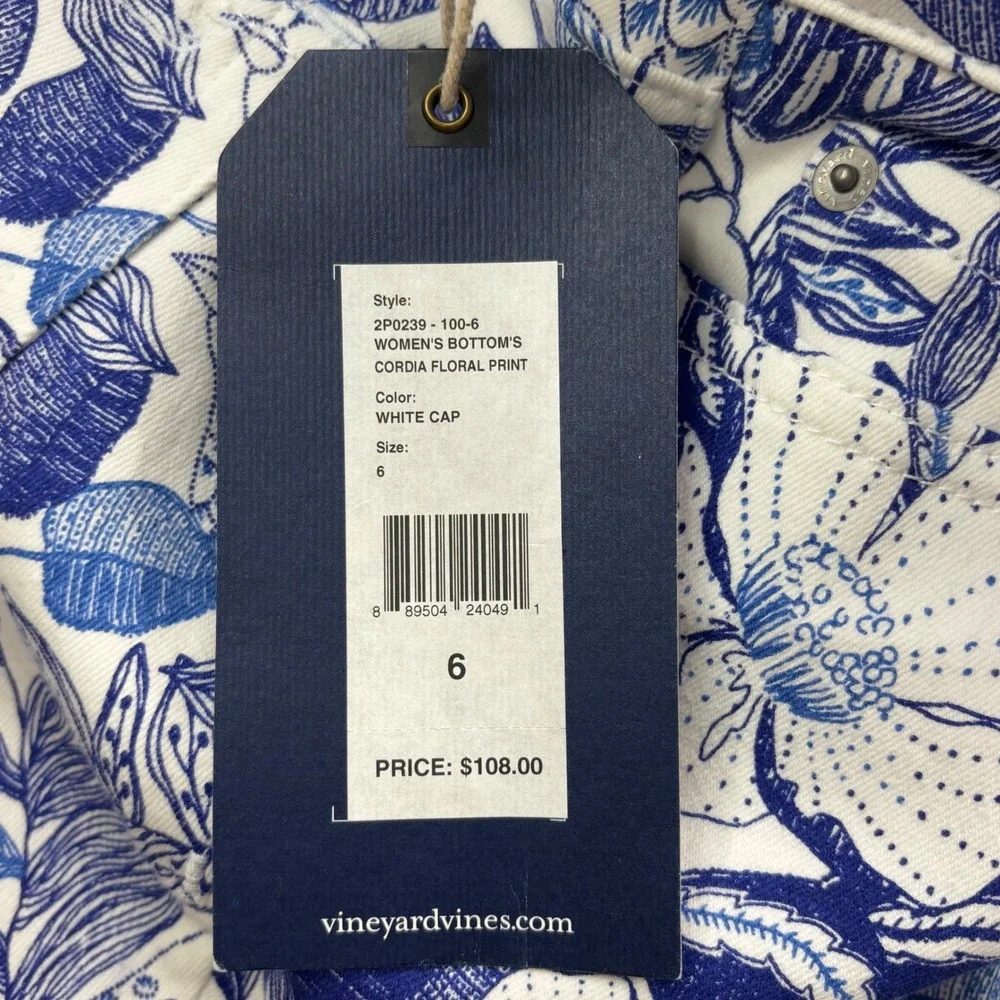 Style:
2P0239 - 100-6
WOMEN'S BOTTOM'S
CORDIA FLORAL PRINT
Color:
WHITE CAP
Size:
6
8 89504 24049 1
6
PRICE: $108.00
vineyardvines.com